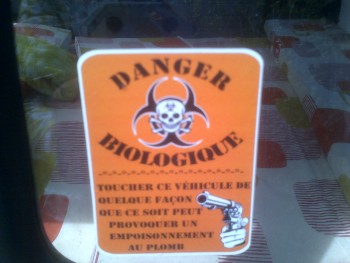 DANGER
BIOLOGIQUE
TOUCHER CE VÉHICULE DE
QUELQUE FAÇON
QUE CE SOIT PEUT
PROVOQUER UN
EMPOISONNEMENT
AU PLOMB